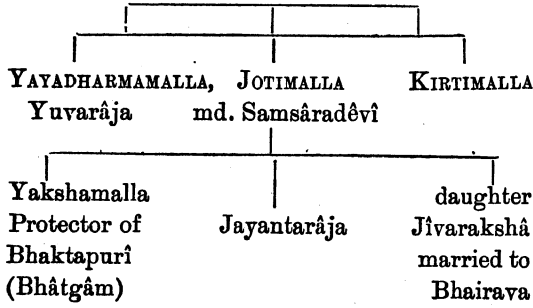 YAYADHARMAMALLA, JOTIMALLA KIRTIMALLA
Yuvarâja md. Samsâradêvî
Yakshamalla
Protector of
Bhaktapurî
(Bhâtgâm)
Jayantarâja
daughter
Jîvarakshâ
married to
Bhairava